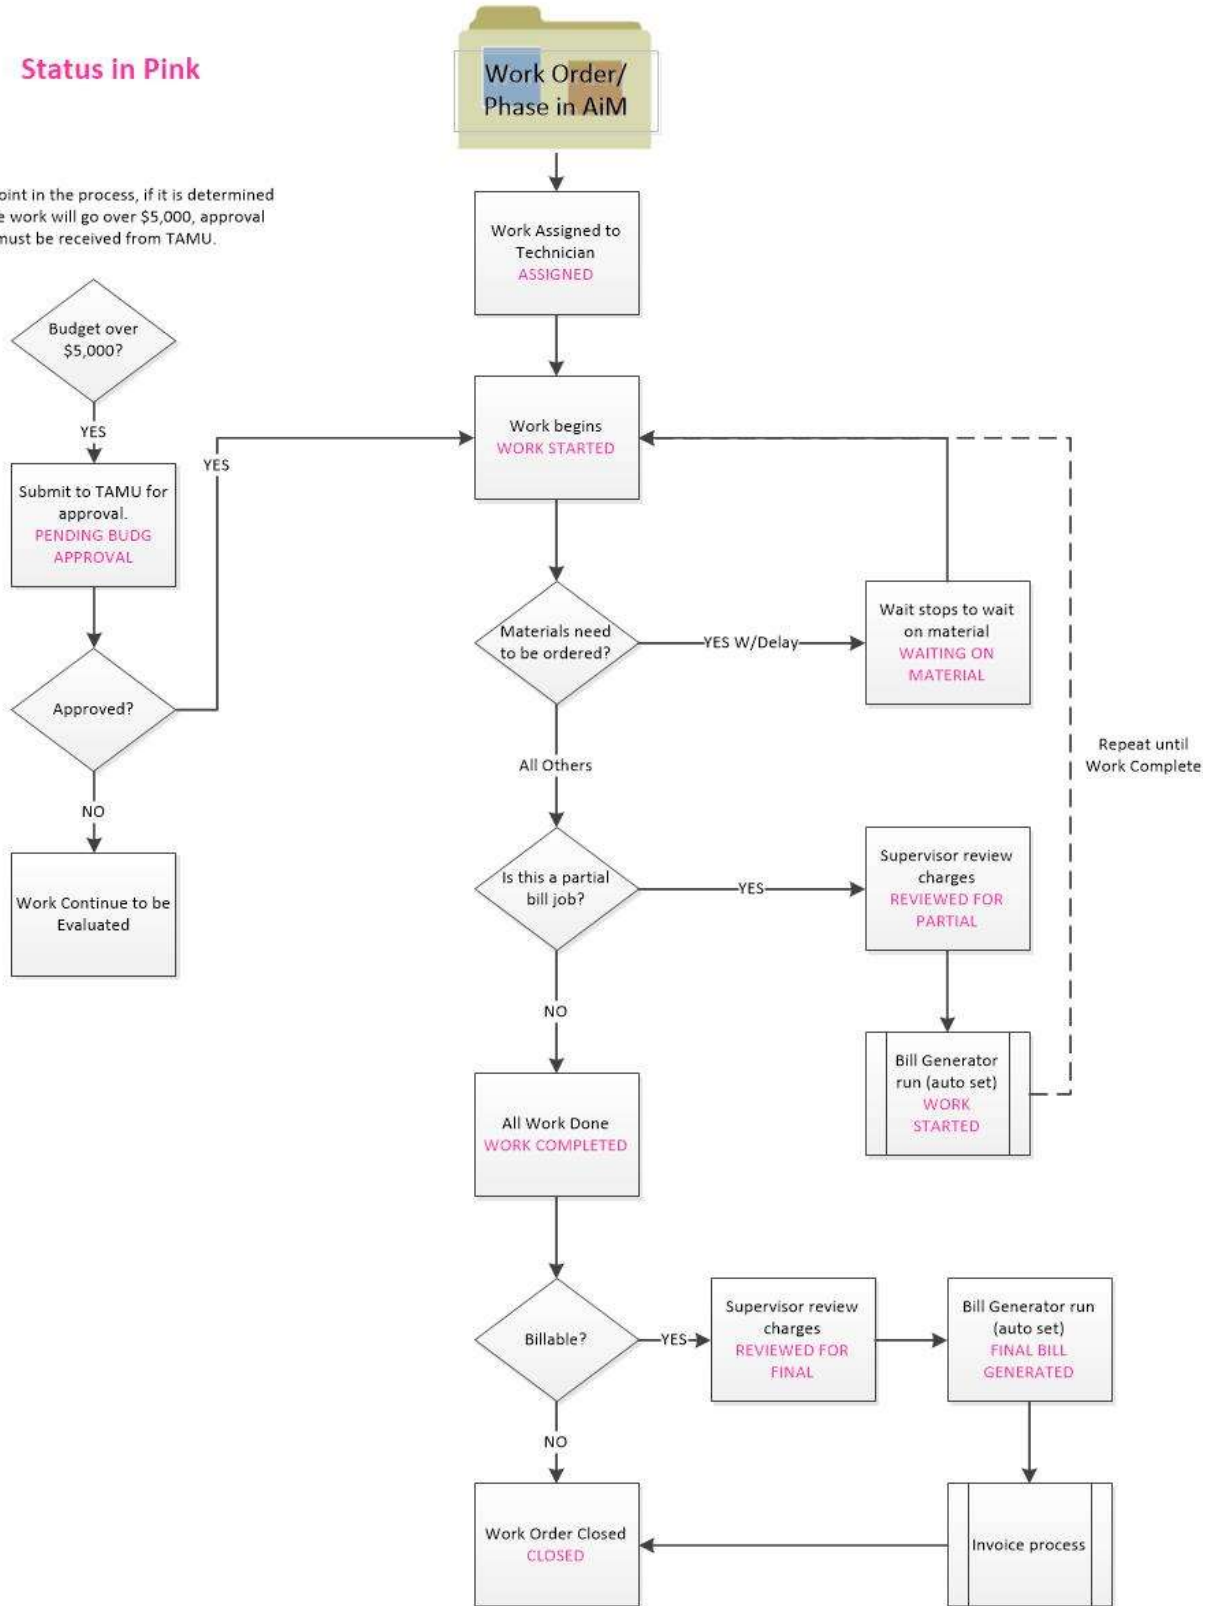 Status in Pink
Work Order/
Phase in AiM
oint in the process, if it is determined
e work will go over $5,000, approval
must be received from TAMU.
Work Assigned to
Technician
ASSIGNED
Budget over
$5,000?
YES
Submit to TAMU for
approval.
PENDING BUDG
APPROVAL
Approved?
YES
NO
Work Continue to be
Evaluated
Work begins
WORK STARTED
Materials need
to be ordered?
YES W/Delay
Wait stops to wait
on material
WAITING ON
MATERIAL
Repeat until
Work Complete
All Others
Is this a partial
bill job?
YES
Supervisor review
charges
REVIEWED FOR
PARTIAL
Bill Generator
run (auto set)
WORK
STARTED
NO
All Work Done
WORK COMPLETED
Billable?
YES
Supervisor review
charges
REVIEWED FOR
FINAL
Bill Generator run
(auto set)
FINAL BILL
GENERATED
NO
Work Order Closed
CLOSED
Invoice process